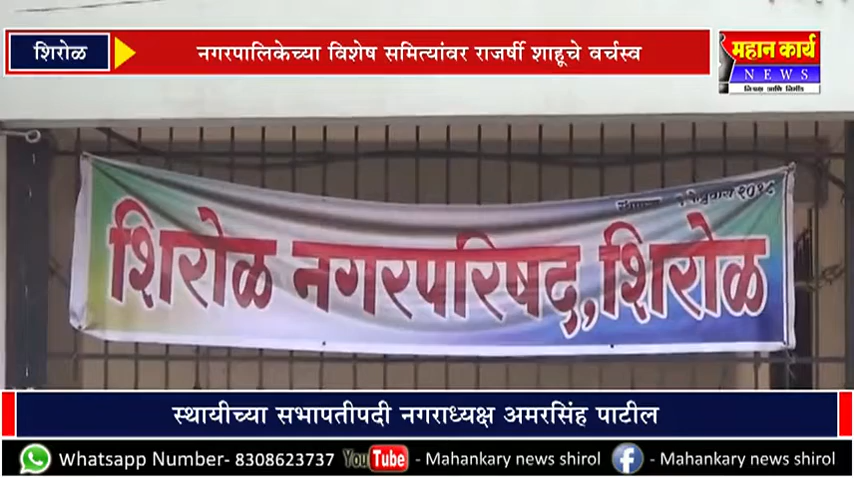 शिरोळ
नगरपालिकेच्या विशेष समित्यांवर राजर्षी शाहूचे वर्चस्व
महान कार्य
NEWS
शिरोळ नगरपरिषद, शिरोळ
स्थायीच्या सभापतीपदी नगराध्यक्ष अमरसिंह पाटील
Whatsapp Number- 8308623737 YouTube - Mahankary news shirol f - Mahankary news shirol